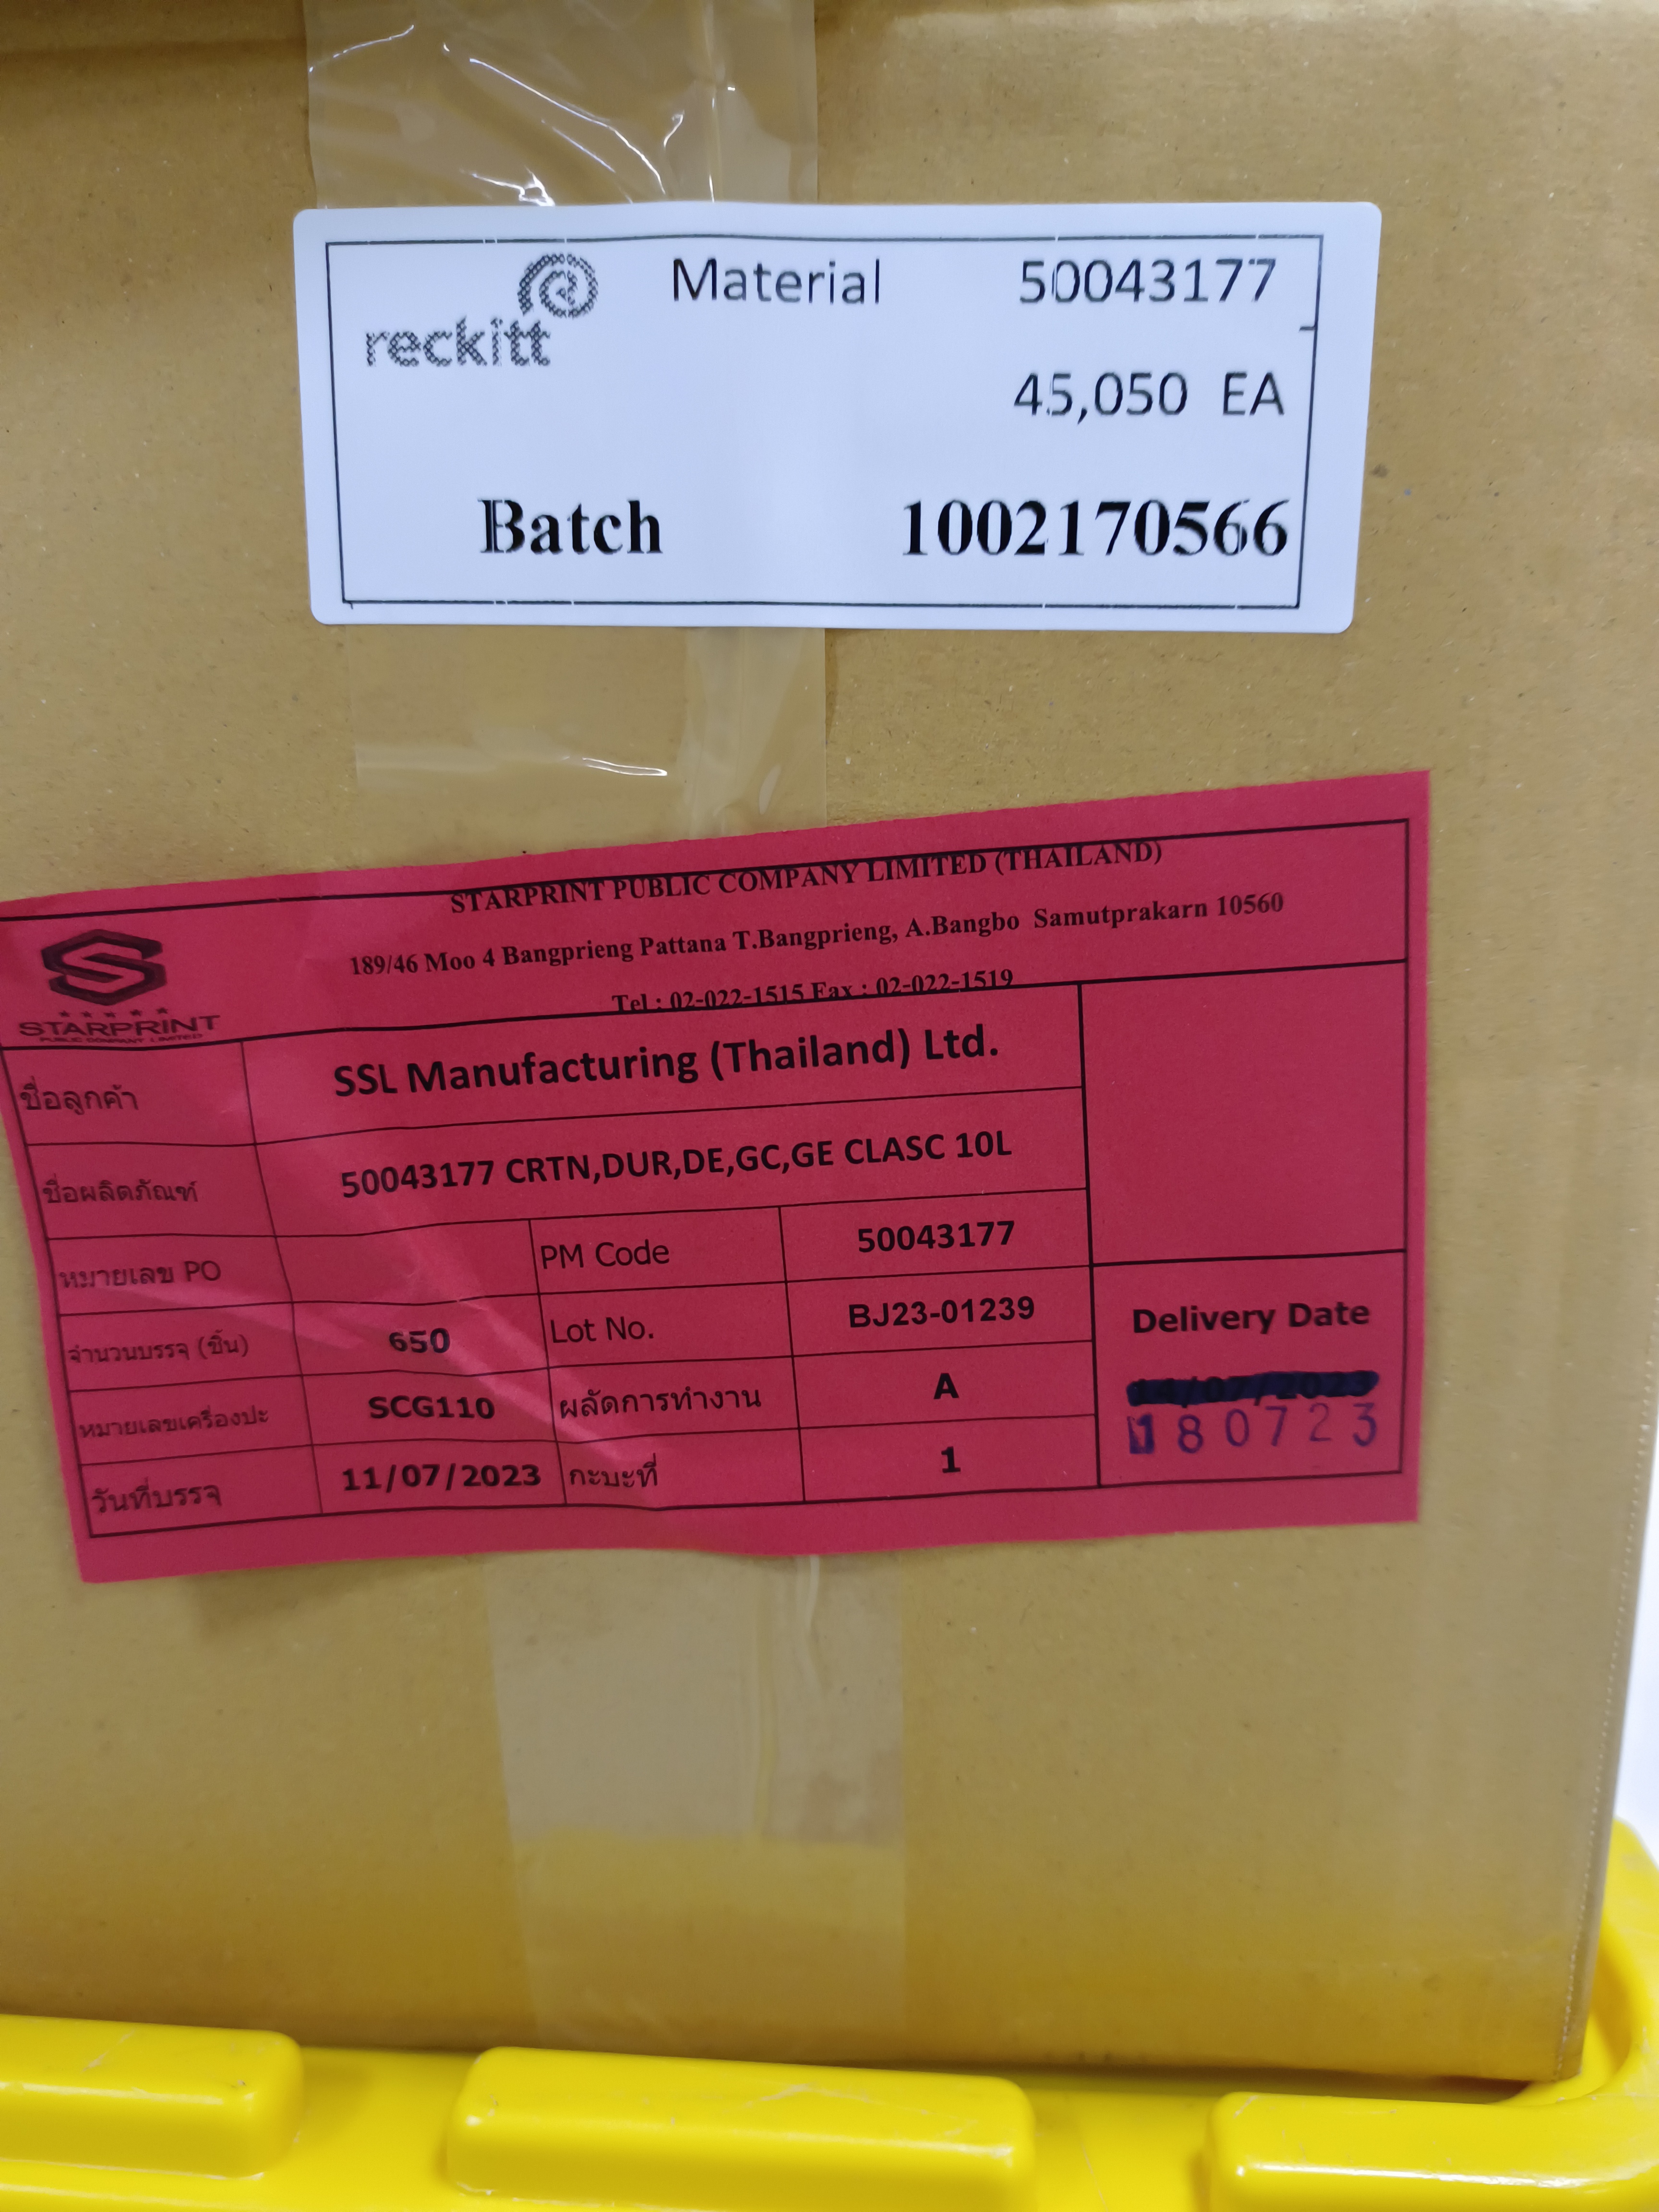 reckitt
Material 50043177
45,050 EA
Batch 1002170566
STARPRINT PUBLIC COMPANY LIMITED (THAILAND)
189/46 Moo 4 Bangprieng Pattana T.Bangprieng, A.Bangbo Samutprakarn 10560
Tel : 02-022-1515 Fax : 02-022-1519
STARPRINT
PUBLIC COMPANY LIMITED
ชื่อลูกค้า SSL Manufacturing (Thailand) Ltd.
ชื่อผลิตภัณฑ์ 50043177 CRTN,DUR,DE,GC,GE CLASC 10L
หมายเลข PO PM Code 50043177
จำนวนบรรจุ (ชิ้น) 650 Lot No. BJ23-01239
หมายเลขเครื่องปะ SCG110 ผลัดการทำงาน A
วันที่บรรจุ 11/07/2023 กะบะที่ 1
Delivery Date
180723